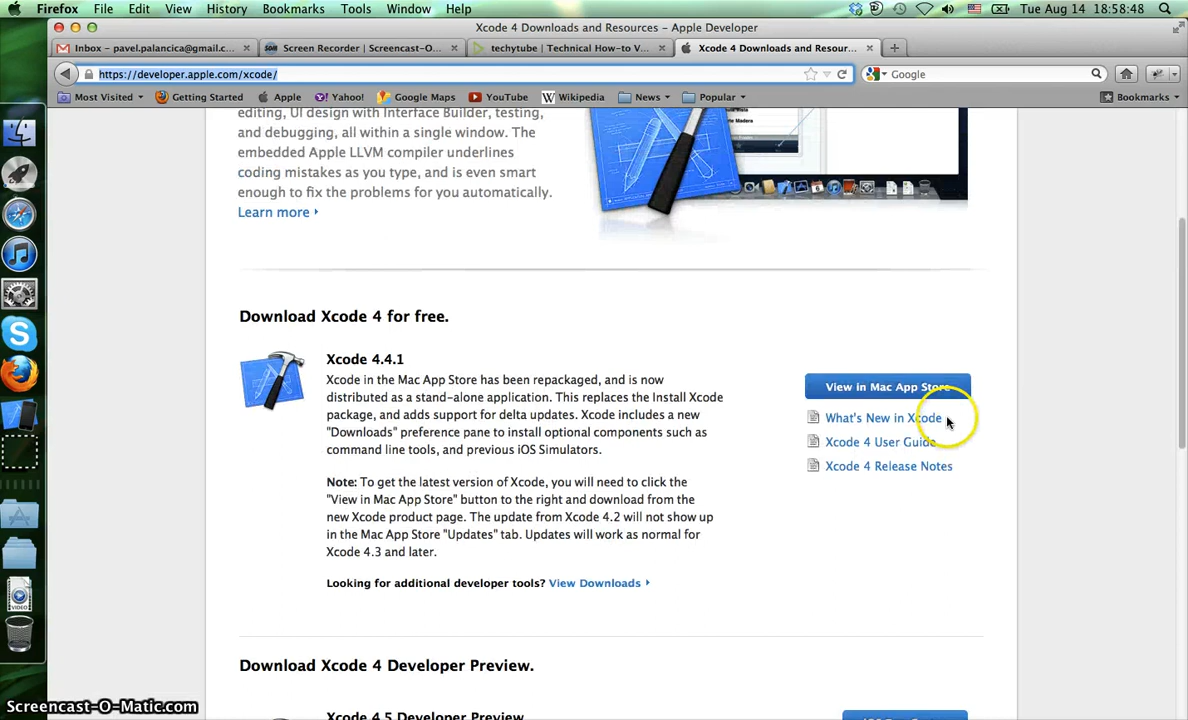 Firefox File Edit View History Bookmarks Tools Window Help Tue Aug 14 18:58:48
Xcode 4 Downloads and Resources - Apple Developer
Inbox - pavel.palancica@gmail.c... Screen Recorder | Screencast-O... techytube | Technical How-to V... Xcode 4 Downloads and Resour...
https://developer.apple.com/xcode/ Google
Most Visited Getting Started Apple Yahoo! Google Maps YouTube Wikipedia News Popular Bookmarks
editing, UI design with Interface Builder, testing,
and debugging, all within a single window. The
embedded Apple LLVM compiler underlines
coding mistakes as you type, and is even smart
enough to fix the problems for you automatically.
Learn more
Download Xcode 4 for free.
Xcode 4.4.1
Xcode in the Mac App Store has been repackaged, and is now
distributed as a stand-alone application. This replaces the Install Xcode
package, and adds support for delta updates. Xcode includes a new
"Downloads" preference pane to install optional components such as
command line tools, and previous iOS Simulators.
Note: To get the latest version of Xcode, you will need to click the
"View in Mac App Store" button to the right and download from the
new Xcode product page. The update from Xcode 4.2 will not show up
in the Mac App Store "Updates" tab. Updates will work as normal for
Xcode 4.3 and later.
Looking for additional developer tools? View Downloads
View in Mac App Store
What's New in Xcode
Xcode 4 User Guide
Xcode 4 Release Notes
Download Xcode 4 Developer Preview.
Xcode 4.5 Developer Preview
VIDEO
Screencast-O-Matic.com